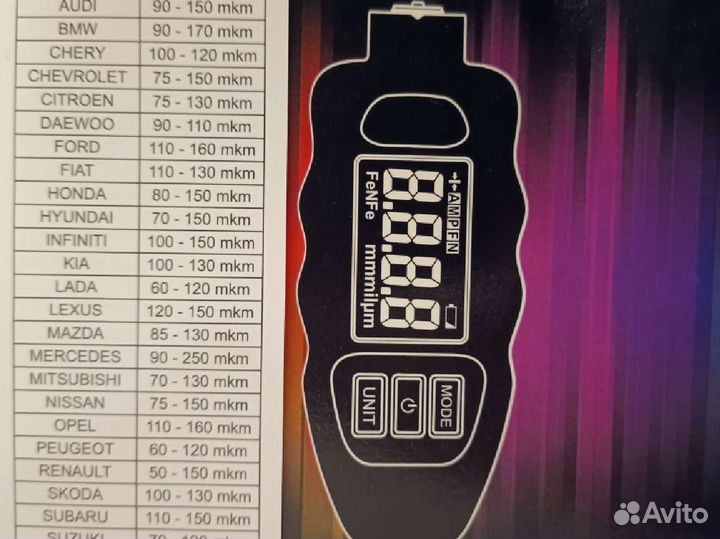 AUDI 90 - 150 mkm
BMW 90 - 170 mkm
CHERY 100 - 120 mkm
CHEVROLET 75 - 150 mkm
CITROEN 75 - 130 mkm
DAEWOO 90 - 110 mkm
FORD 110 - 160 mkm
FIAT 110 - 130 mkm
HONDA 80 - 150 mkm
HYUNDAI 70 - 150 mkm
INFINITI 100 - 150 mkm
KIA 100 - 130 mkm
LADA 60 - 120 mkm
LEXUS 120 - 150 mkm
MAZDA 85 - 130 mkm
MERCEDES 90 - 250 mkm
MITSUBISHI 70 - 130 mkm
NISSAN 75 - 150 mkm
OPEL 110 - 160 mkm
PEUGEOT 60 - 120 mkm
RENAULT 50 - 150 mkm
SKODA 100 - 130 mkm
SUBARU 110 - 150 mkm
SUZUKI
AMPFN
8.8.8.8
FeNFe mmmilµm
MODE
UNIT
Avito